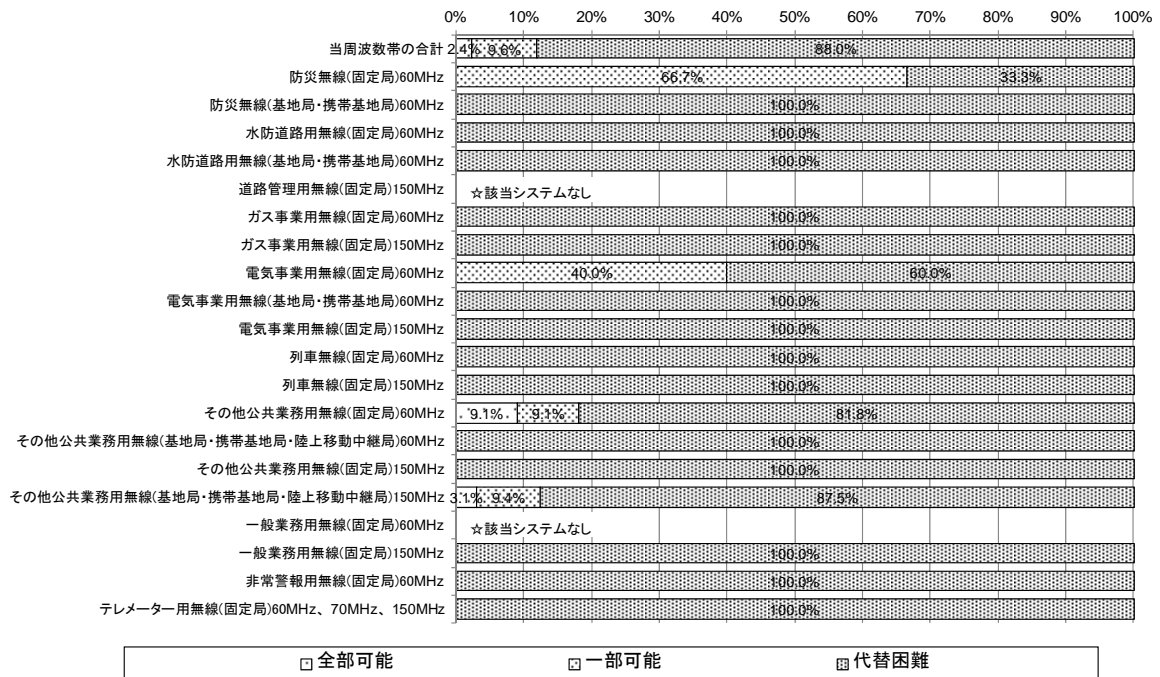 0% 10% 20% 30% 40% 50% 60% 70% 80% 90% 100%
当周波数帯の合計 2.4% 9.6% 88.0%
防災無線(固定局)60MHz 66.7% 33.3%
防災無線(基地局・携帯基地局)60MHz 100.0%
水防道路用無線(固定局)60MHz 100.0%
水防道路用無線(基地局・携帯基地局)60MHz 100.0%
道路管理用無線(固定局)150MHz ☆該当システムなし
ガス事業用無線(固定局)60MHz 100.0%
ガス事業用無線(固定局)150MHz 100.0%
電気事業用無線(固定局)60MHz 40.0% 60.0%
電気事業用無線(基地局・携帯基地局)60MHz 100.0%
電気事業用無線(固定局)150MHz 100.0%
列車無線(固定局)60MHz 100.0%
列車無線(固定局)150MHz 100.0%
その他公共業務用無線(固定局)60MHz 9.1% 9.1% 81.8%
その他公共業務用無線(基地局・携帯基地局・陸上移動中継局)60MHz 100.0%
その他公共業務用無線(固定局)150MHz 100.0%
その他公共業務用無線(基地局・携帯基地局・陸上移動中継局)150MHz 3.1% 9.4% 87.5%
一般業務用無線(固定局)60MHz ☆該当システムなし
一般業務用無線(固定局)150MHz 100.0%
非常警報用無線(固定局)60MHz 100.0%
テレメーター用無線(固定局)60MHz、70MHz、150MHz 100.0%
全部可能 一部可能 代替困難